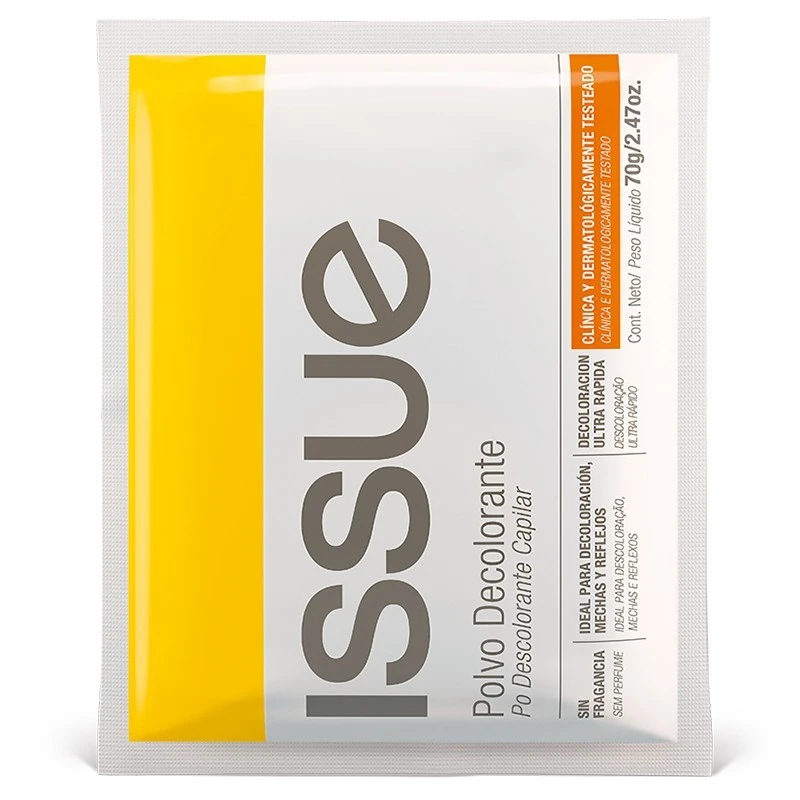 ISSUE
Polvo Decolorante
Po Descolorante Capilar
SIN
FRAGANCIA
SEM PERFUME
IDEAL PARA DECOLORACIÓN,
MECHAS Y REFLEJOS
IDEAL PARA DESCOLORAÇÃO,
MECHAS E REFLEXOS
DECOLORACION
ULTRA RAPIDA
DESCOLORAÇÃO
ULTRA RÁPIDO
CLÍNICA Y DERMATOLÓGICAMENTE TESTEADO
CLÍNICA E DERMATOLOGICAMENTE TESTADO
Cont. Neto/ Peso Líquido 70g/2.47oz.